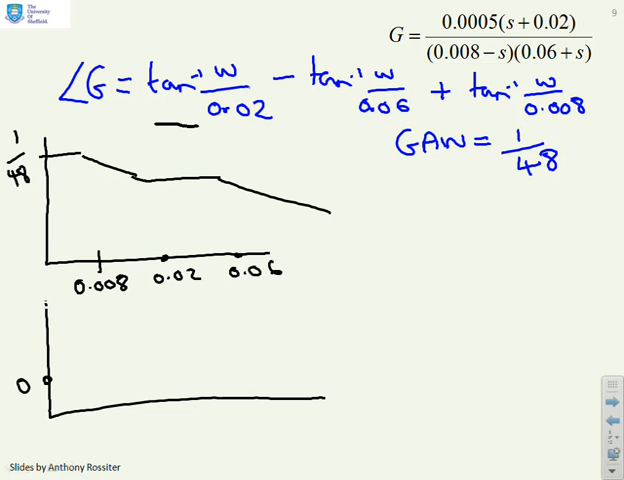 The
University
Of
Sheffield.
9
G = 0.0005(s + 0.02) / (0.008 − s)(0.06 + s)
∠G = tan⁻¹ w/0.02 − tan⁻¹ w/0.06 + tan⁻¹ w/0.008
GAIN = 1/48
1/48
0.008 0.02 0.06
0
Slides by Anthony Rossiter